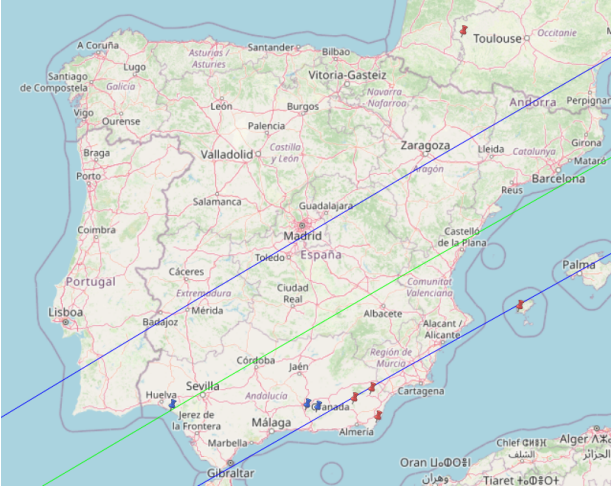 Toulouse
Occitanie
A Coruña
Asturias /
Asturies
Santander
Bilbao
Lugo
Santiago
de Compostela
Galicia
Vitoria-Gasteiz
Navarra
Nafarroa
Andorra
Perpignan
León
Burgos
Vigo
Ourense
Palencia
Braga
Valladolid
Castilla
y León
Zaragoza
Lleida
Catalunya
Girona
Mataró
Aragón
Barcelona
Reus
Porto
Salamanca
Guadalajara
Madrid
Coimbra
Toledo
España
Castelló
de la Plana
Palma
Cáceres
Portugal
Extremadura
Ciudad
Real
Comunitat
Valenciana
Lisboa
Mérida
Badajoz
Albacete
Alacant /
Alicante
Región de
Murcia
Córdoba
Jaén
Sevilla
Huelva
Andalucía
Granada
Cartagena
Jerez de
la Frontera
Málaga
Almería
Marbella
Gibraltar
Oran
وهران
Chlef
الشلف
Alger
الجزائر
Tiaret